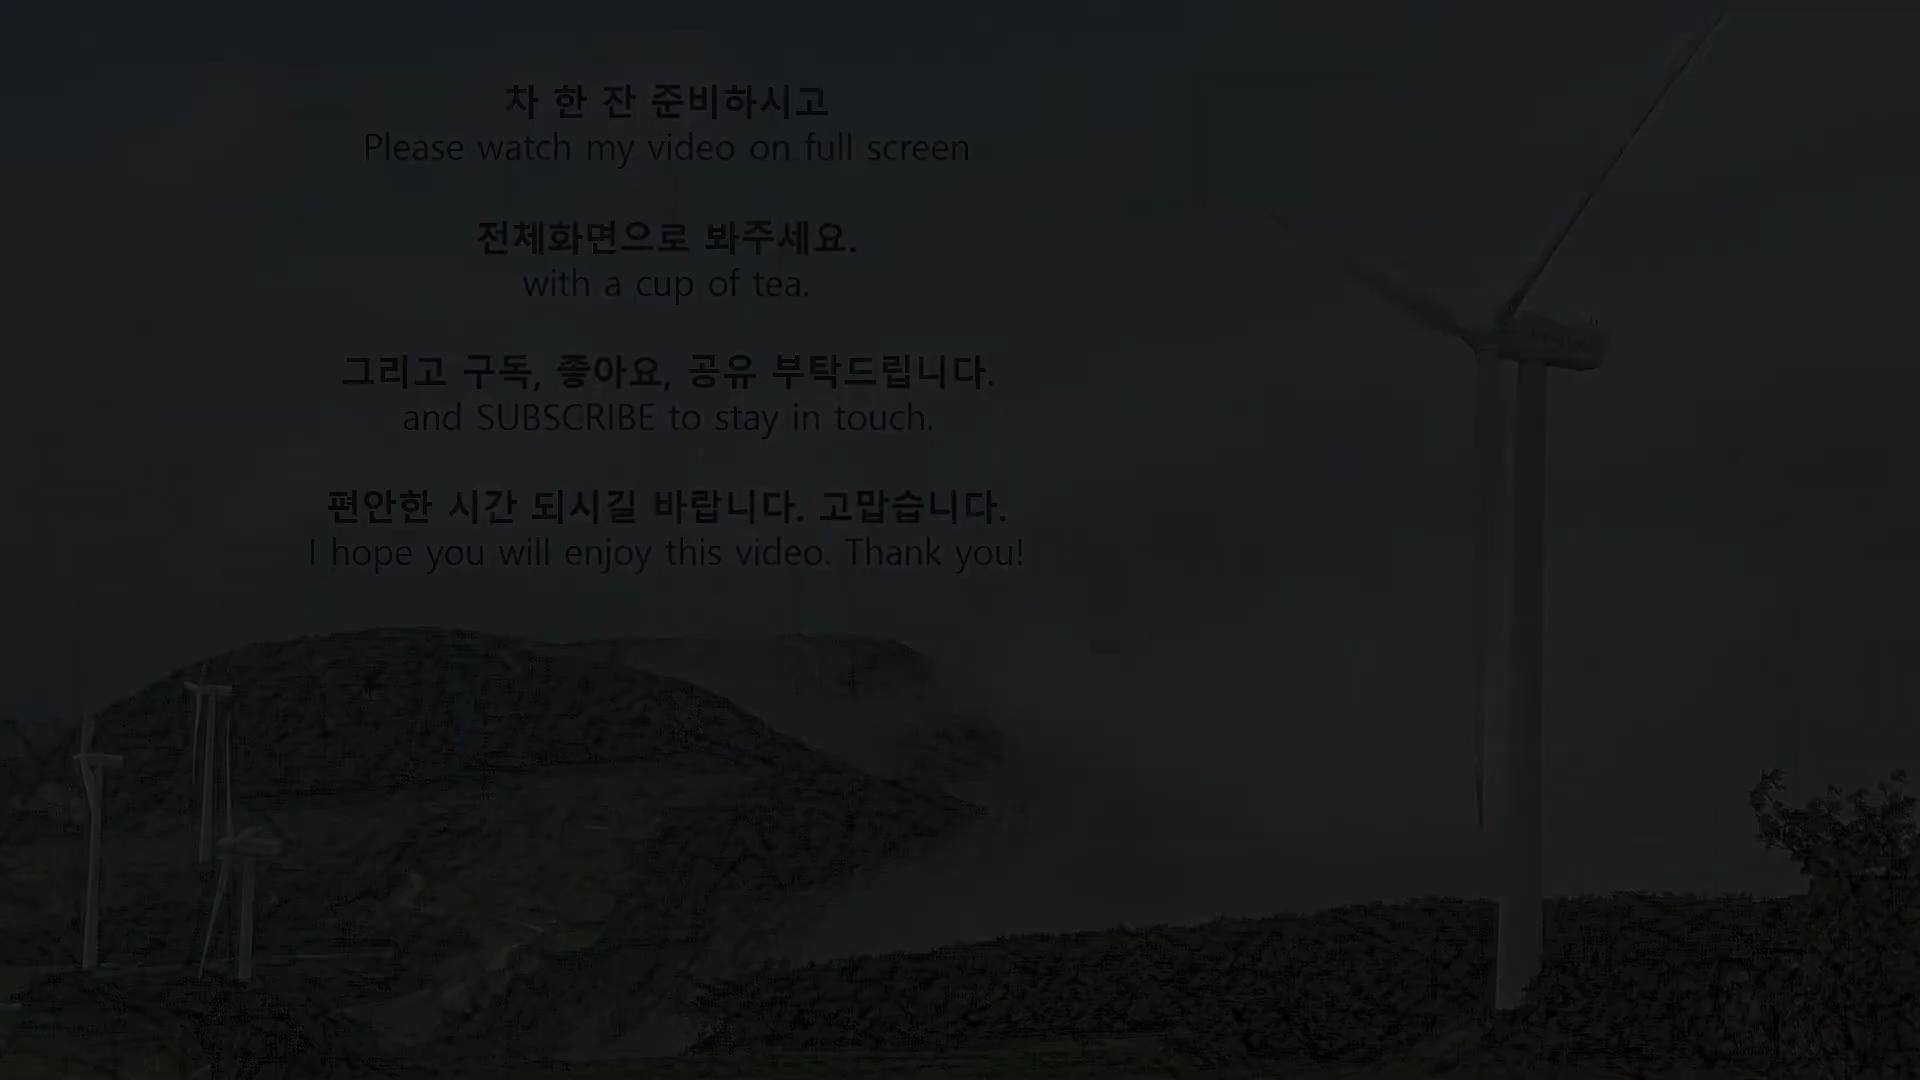 차 한 잔 준비하시고
Please watch my video on full screen
전체화면으로 봐주세요.
with a cup of tea.
그리고 구독, 좋아요, 공유 부탁드립니다.
and SUBSCRIBE to stay in touch.
편안한 시간 되시길 바랍니다. 고맙습니다.
I hope you will enjoy this video. Thank you!